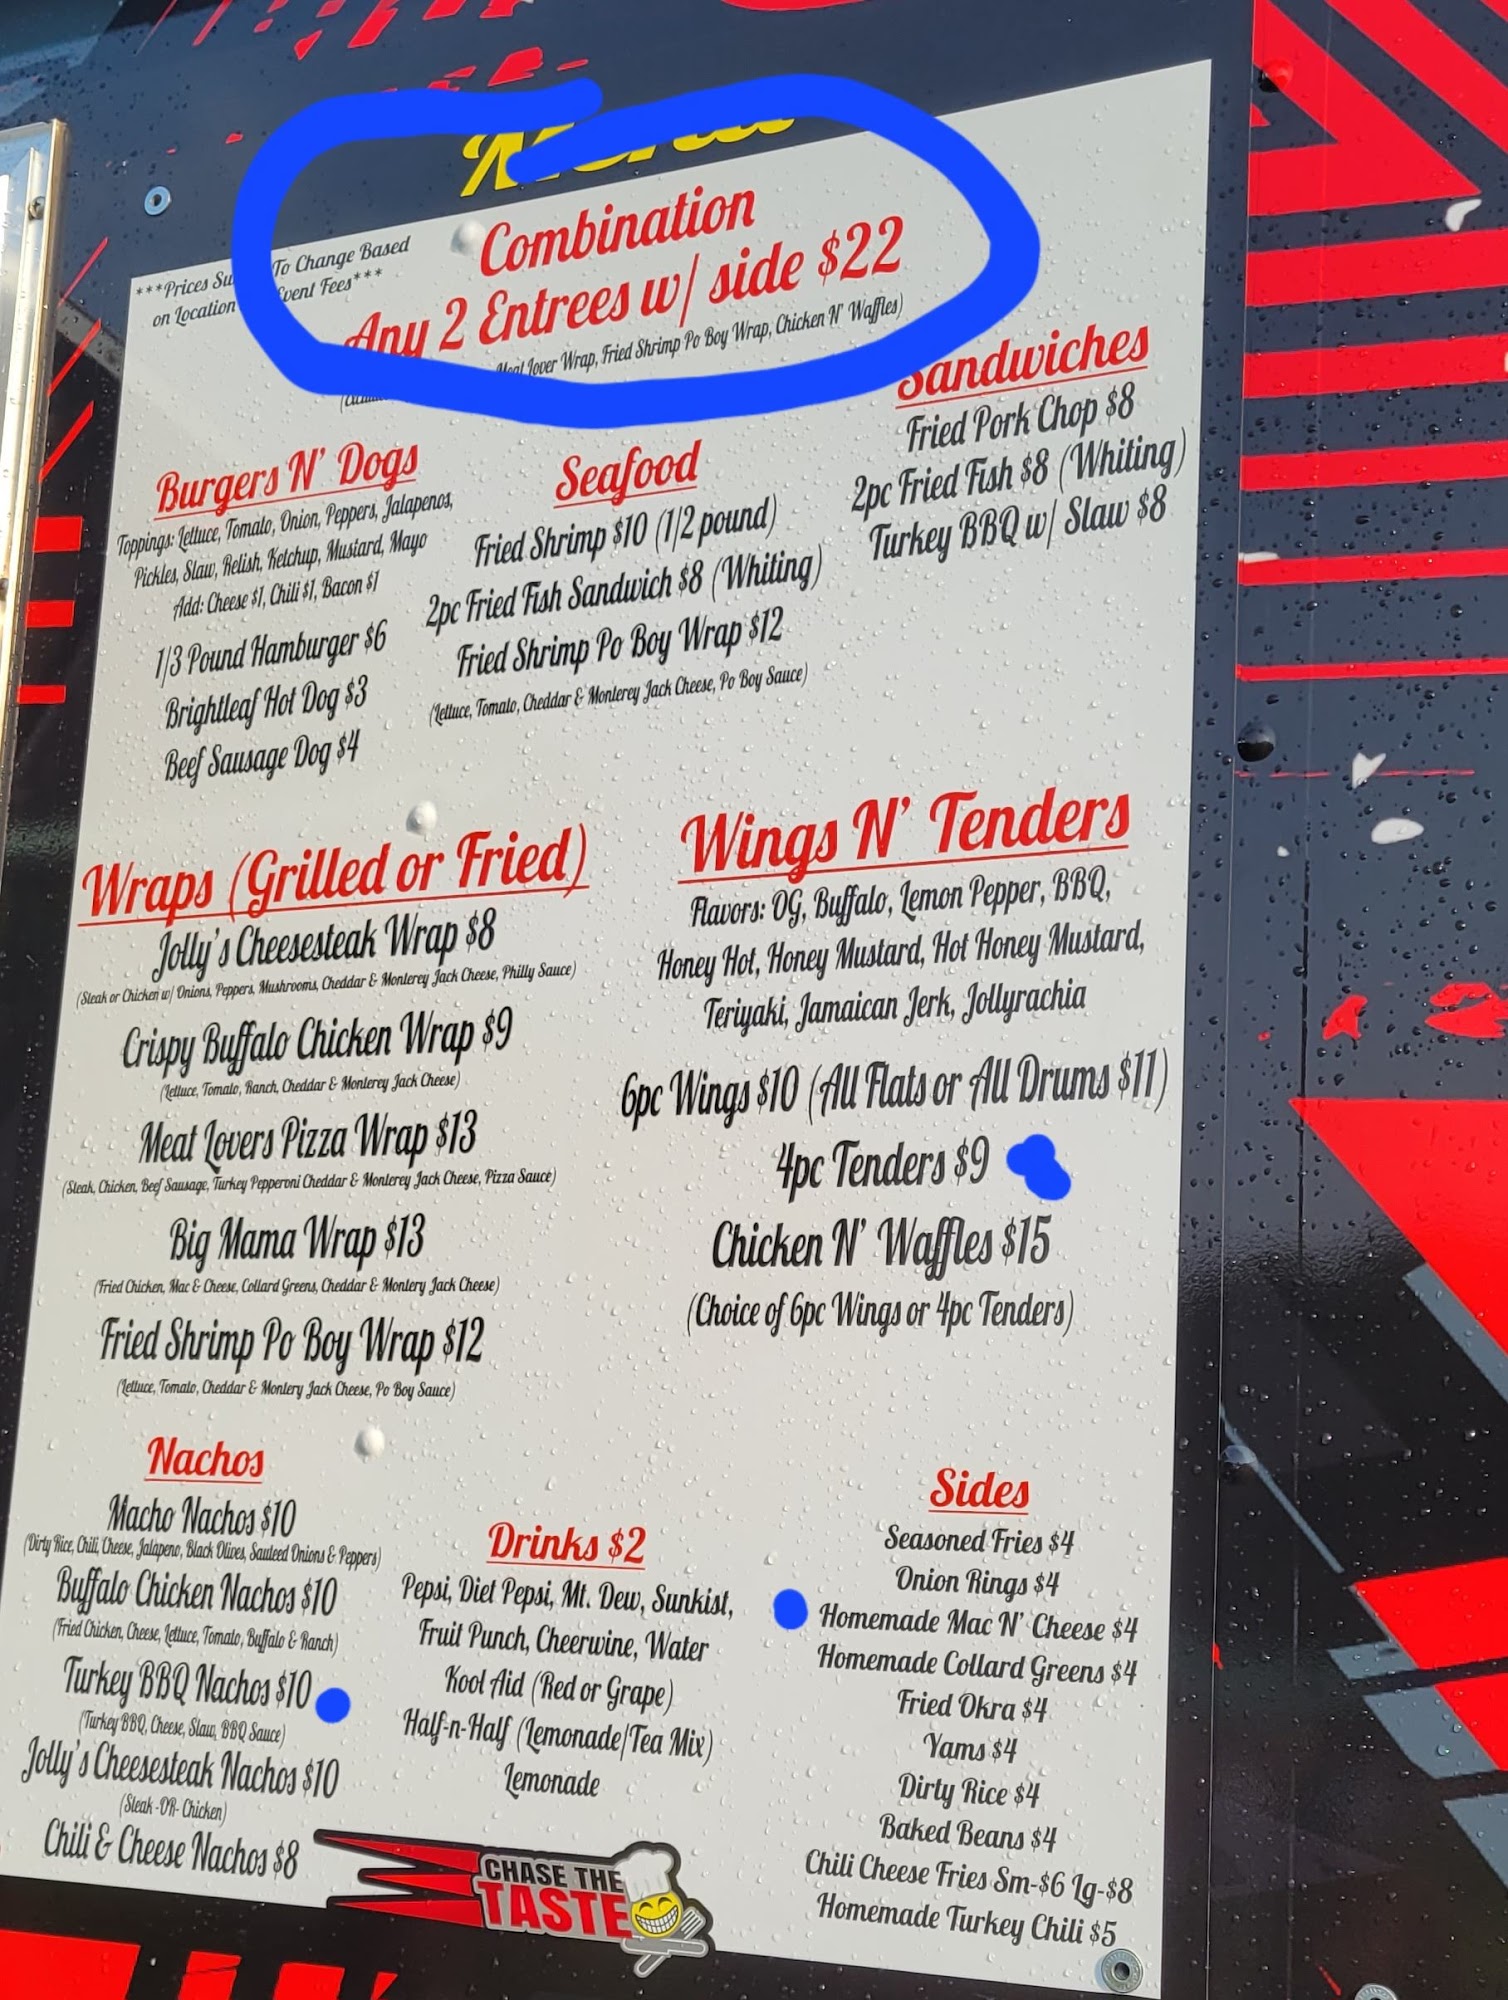 Combination
***Prices To Change Based
on Location Event Fees***
Any 2 Entrees w/ side $22
Meat Lover Wrap, Fried Shrimp Po Boy Wrap, Chicken N' Waffles)
Burgers N' Dogs
Toppings: Lettuce, Tomato, Onion, Peppers, Jalapenos,
Pickles, Slaw, Relish, Ketchup, Mustard, Mayo
Add: Cheese $1, Chili $1, Bacon $1
1/3 Pound Hamburger $6
Brightleaf Hot Dog $3
Beef Sausage Dog $4
Seafood
Fried Shrimp $10 (1/2 pound)
2pc Fried Fish Sandwich $8 (Whiting)
Fried Shrimp Po Boy Wrap $12
(Lettuce, Tomato, Cheddar & Monterey Jack Cheese, Po Boy Sauce)
Sandwiches
Fried Pork Chop $8
2pc Fried Fish $8 (Whiting)
Turkey BBQ w/ Slaw $8
Wraps (Grilled or Fried)
Jolly's Cheesesteak Wrap $8
(Steak or Chicken w/ Onions, Peppers, Mushrooms, Cheddar & Monterey Jack Cheese, Philly Sauce)
Crispy Buffalo Chicken Wrap $9
(Lettuce, Tomato, Ranch, Cheddar & Monterey Jack Cheese)
Meat Lovers Pizza Wrap $13
(Steak, Chicken, Beef Sausage, Turkey Pepperoni Cheddar & Monterey Jack Cheese, Pizza Sauce)
Big Mama Wrap $13
(Fried Chicken, Mac & Cheese, Collard Greens, Cheddar & Montery Jack Cheese)
Fried Shrimp Po Boy Wrap $12
(Lettuce, Tomato, Cheddar & Montery Jack Cheese, Po Boy Sauce)
Wings N' Tenders
Flavors: OG, Buffalo, Lemon Pepper, BBQ,
Honey Hot, Honey Mustard, Hot Honey Mustard,
Teriyaki, Jamaican Jerk, Jollyrachia
6pc Wings $10 (All Flats or All Drums $11)
4pc Tenders $9
Chicken N' Waffles $15
(Choice of 6pc Wings or 4pc Tenders)
Nachos
Macho Nachos $10
(Dirty Rice, Chili, Cheese, Jalapeno, Black Olives, Sauteed Onions & Peppers)
Buffalo Chicken Nachos $10
(Fried Chicken, Cheese, Lettuce, Tomato, Buffalo & Ranch)
Turkey BBQ Nachos $10
(Turkey BBQ, Cheese, Slaw, BBQ Sauce)
Jolly's Cheesesteak Nachos $10
(Steak -OR- Chicken)
Chili & Cheese Nachos $8
Drinks $2
Pepsi, Diet Pepsi, Mt. Dew, Sunkist,
Fruit Punch, Cheerwine, Water
Kool Aid (Red or Grape)
Half-n-Half (Lemonade/Tea Mix)
Lemonade
Sides
Seasoned Fries $4
Onion Rings $4
Homemade Mac N' Cheese $4
Homemade Collard Greens $4
Fried Okra $4
Yams $4
Dirty Rice $4
Baked Beans $4
Chili Cheese Fries Sm-$6 Lg-$8
Homemade Turkey Chili $5
CHASE THE
TASTE